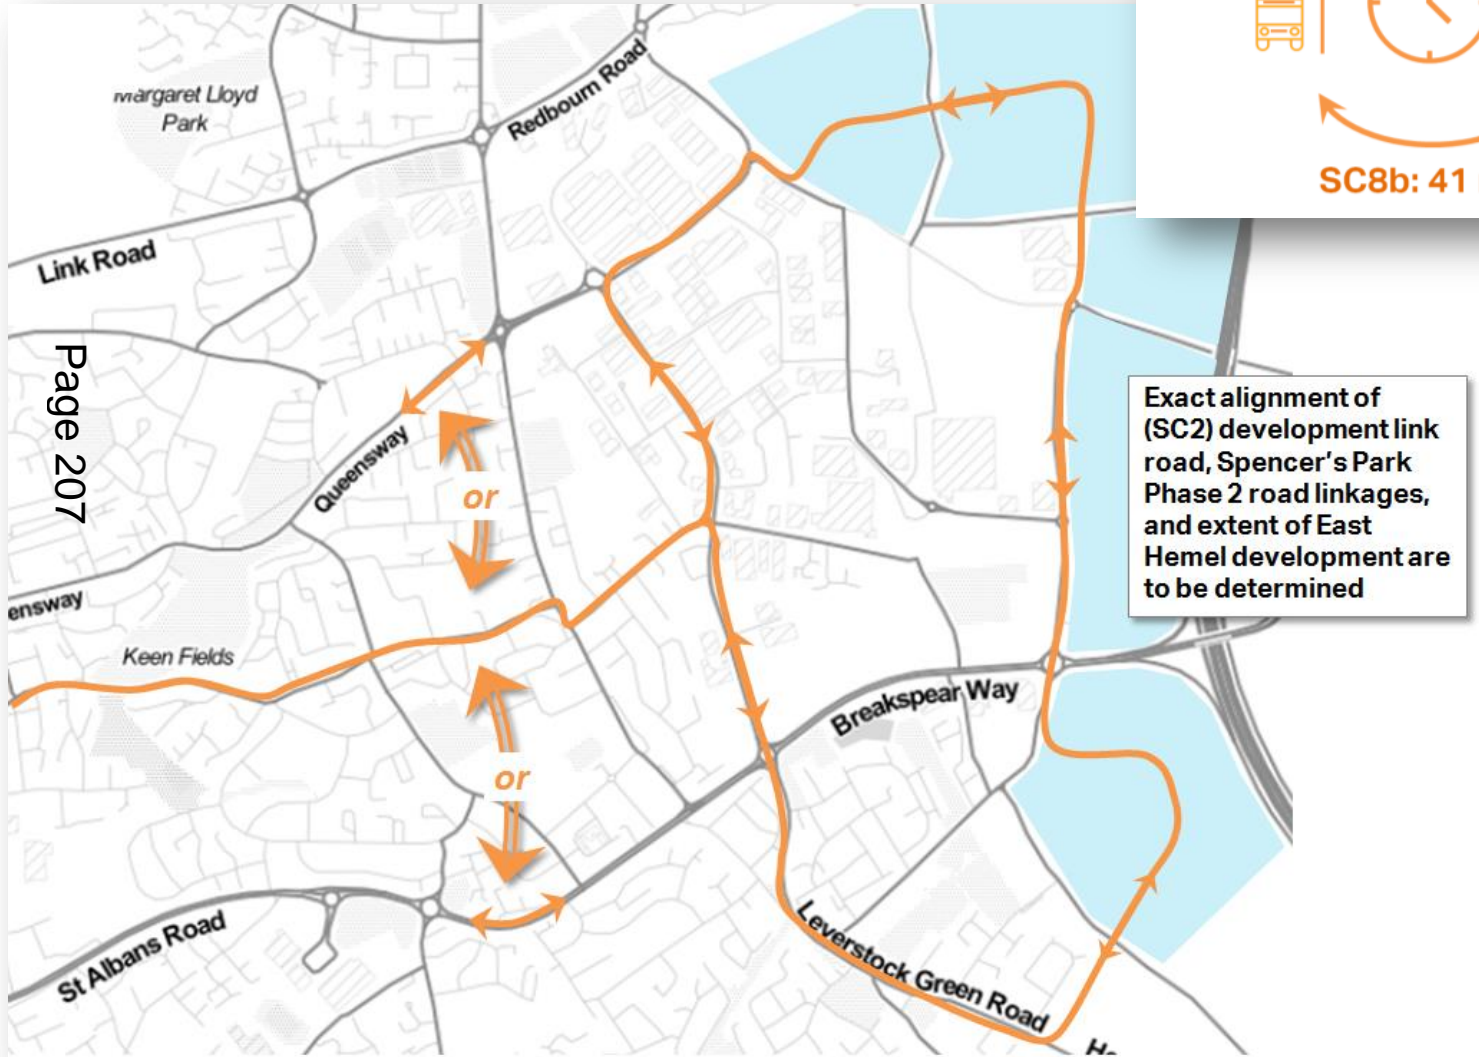 Margaret Lloyd
Park
Redbourn Road
SC8b: 41
Link Road
Page 207
Exact alignment of
(SC2) development link
road, Spencer's Park
Phase 2 road linkages,
and extent of East
Hemel development are
to be determined
Queensway
or
ensway
Keen Fields
Breakspear Way
or
St Albans Road
Leverstock Green Road